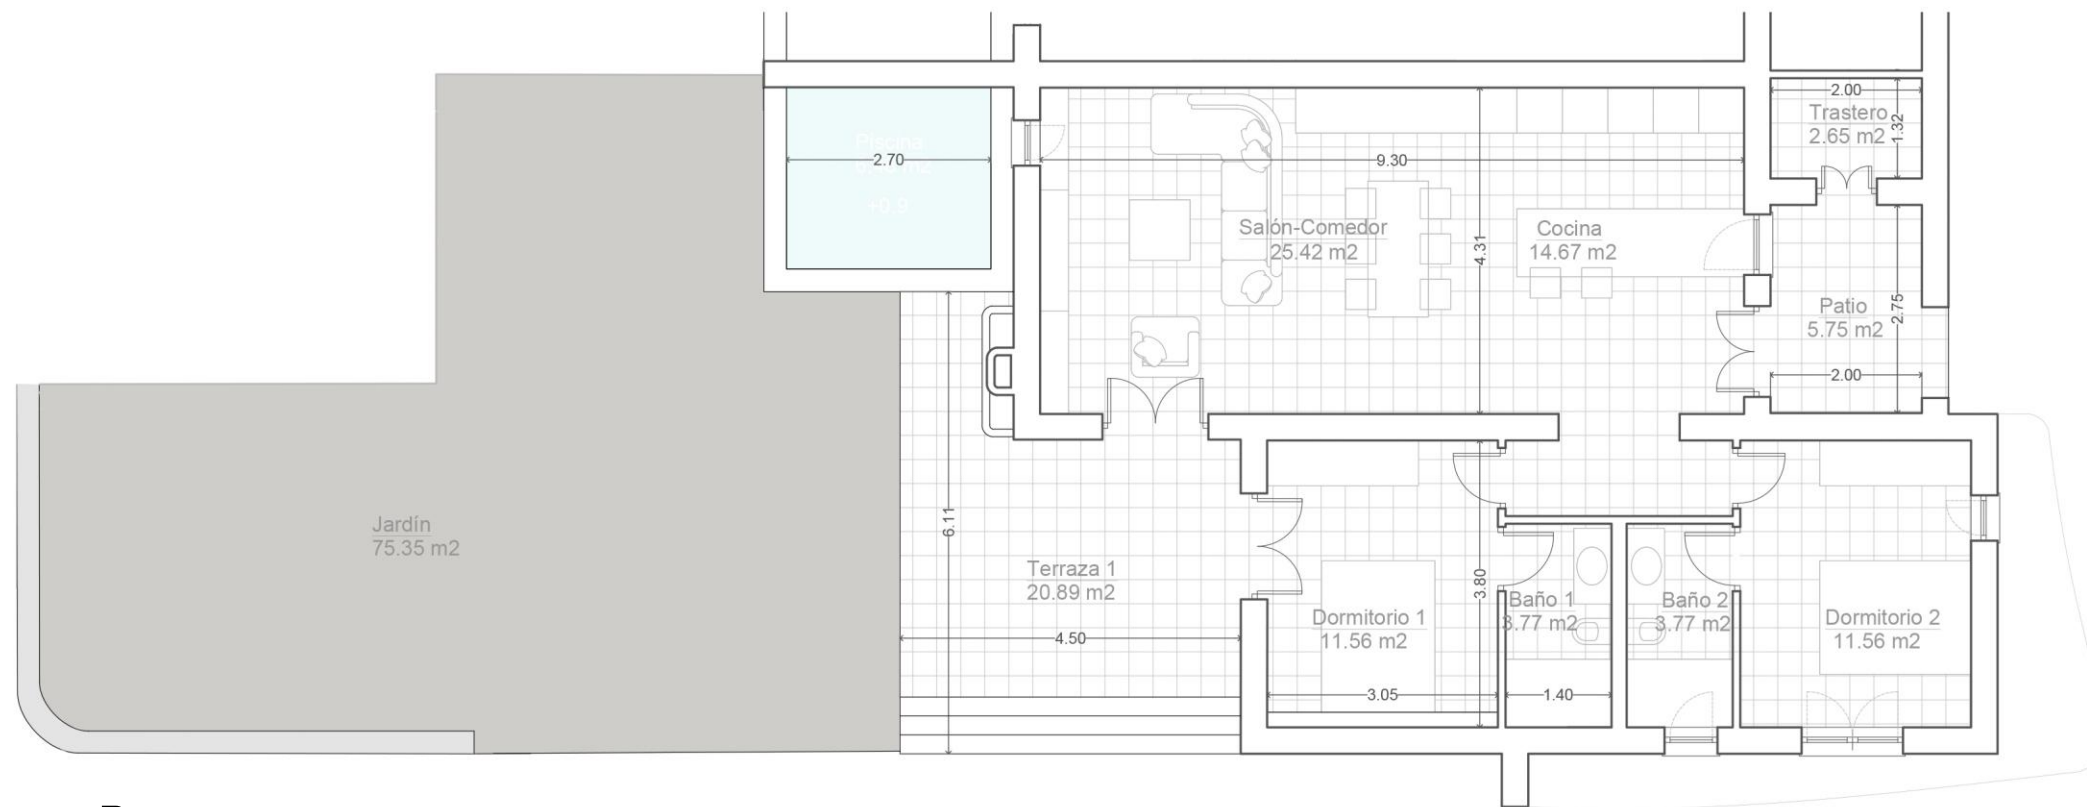 2.00
Trastero
2.65 m2
1.32
Piscina
2.70
+0.9
9.30
Salón-Comedor
25.42 m2
4.31
Cocina
14.67 m2
Patio
5.75 m2
2.75
2.00
Jardín
75.35 m2
6.11
Terraza 1
20.89 m2
4.50
Dormitorio 1
11.56 m2
3.80
3.05
Baño 1
3.77 m2
1.40
Baño 2
3.77 m2
Dormitorio 2
11.56 m2